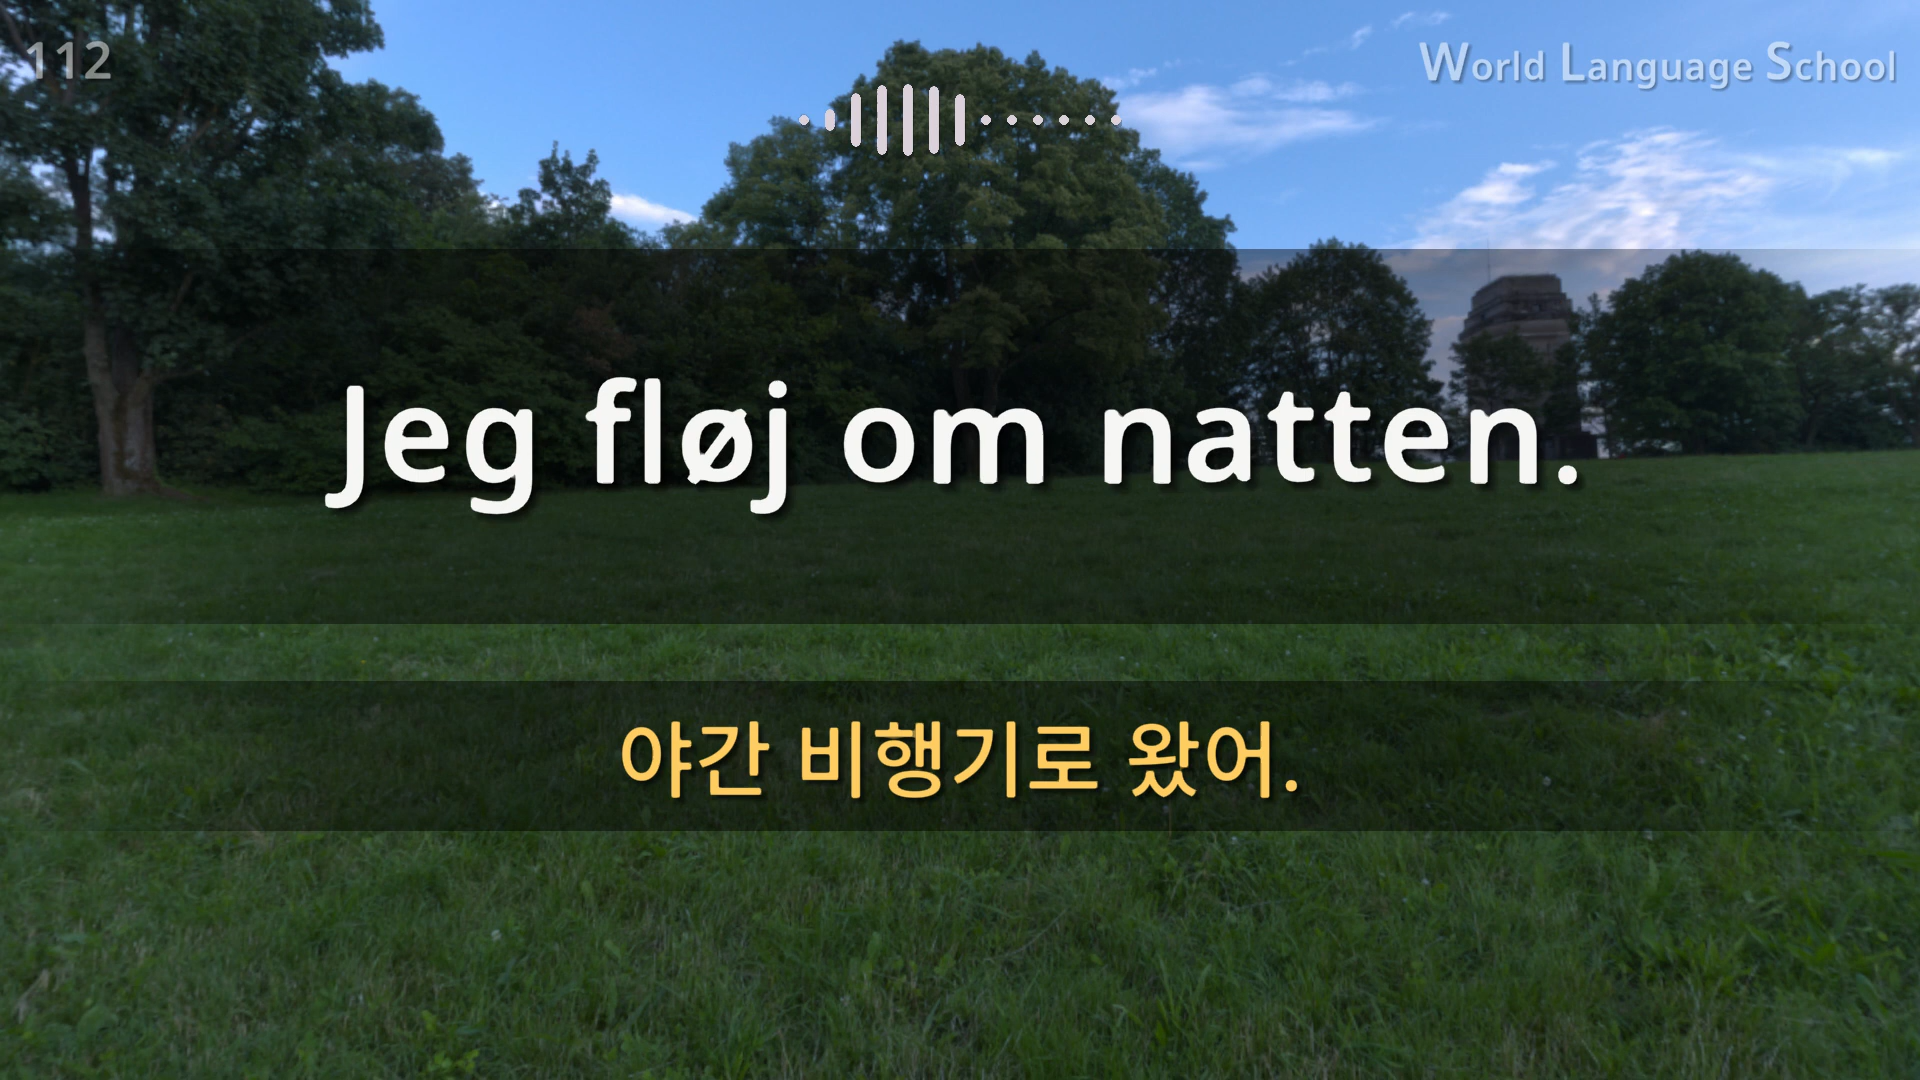 112
World Language School
Jeg fløj om natten.
야간 비행기로 왔어.